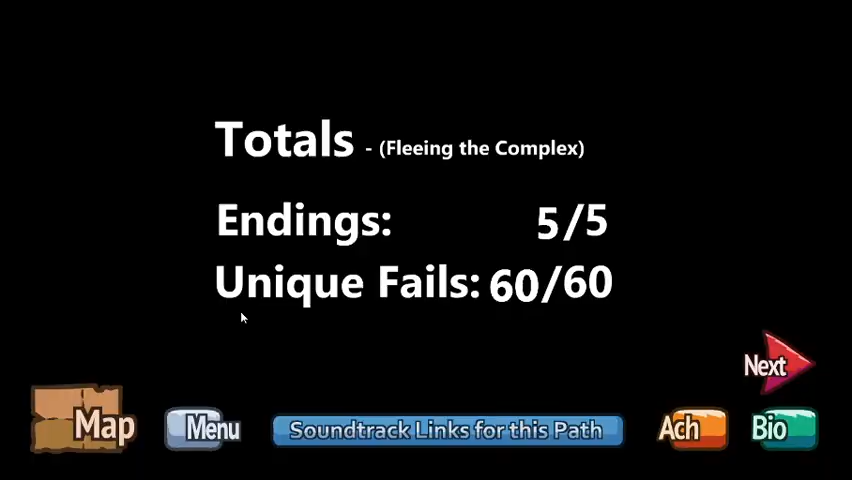 Totals - (Fleeing the Complex)
Endings: 5/5
Unique Fails: 60/60
Next
Map Menu Soundtrack Links for this Path Ach Bio